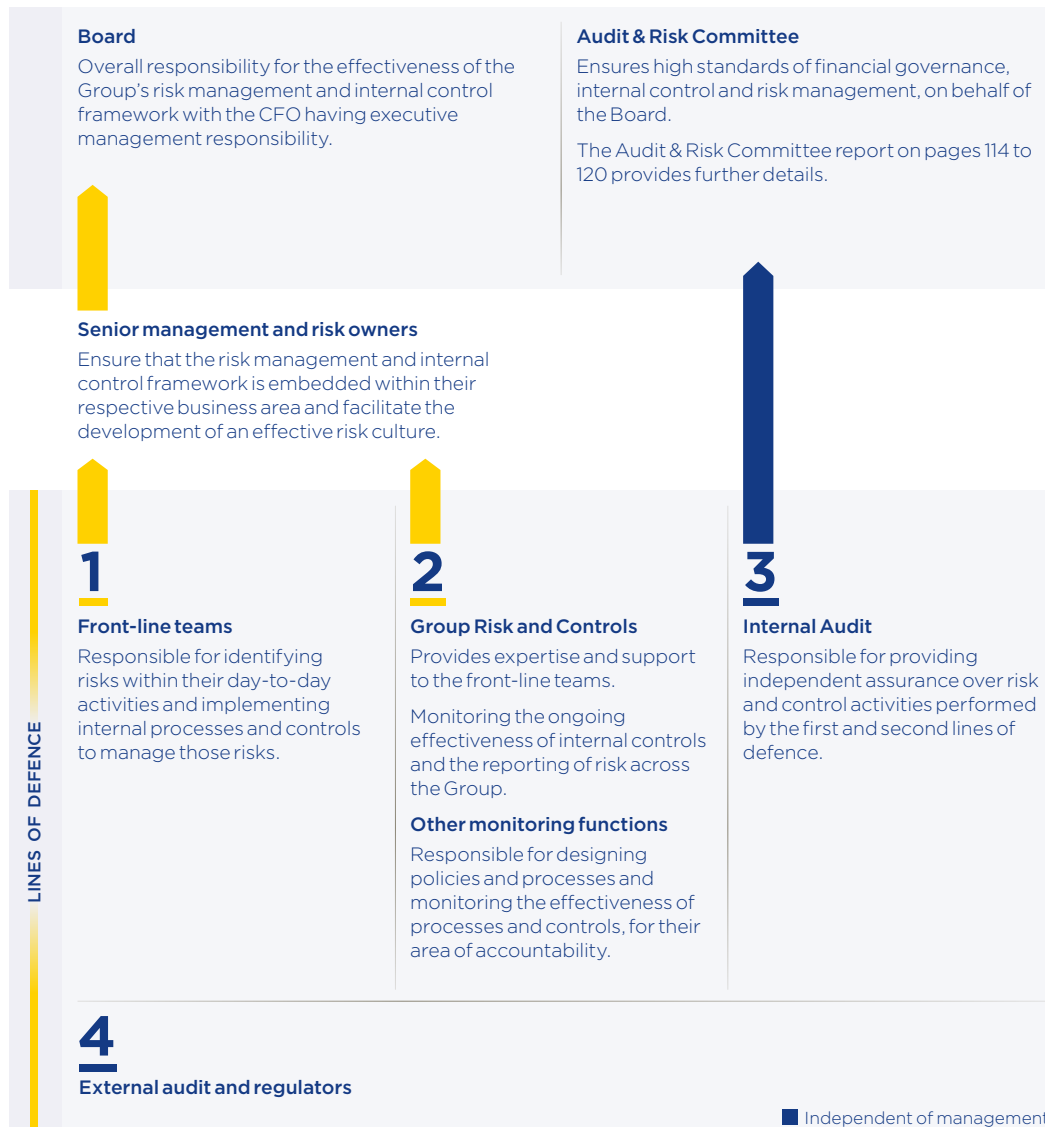 Board
Overall responsibility for the effectiveness of the
Group's risk management and internal control
framework with the CFO having executive
management responsibility.
Audit & Risk Committee
Ensures high standards of financial governance,
internal control and risk management, on behalf of
the Board.
The Audit & Risk Committee report on pages 114 to
120 provides further details.
Senior management and risk owners
Ensure that the risk management and internal
control framework is embedded within their
respective business area and facilitate the
development of an effective risk culture.
LINES OF DEFENCE
1
Front-line teams
Responsible for identifying
risks within their day-to-day
activities and implementing
internal processes and controls
to manage those risks.
2
Group Risk and Controls
Provides expertise and support
to the front-line teams.
Monitoring the ongoing
effectiveness of internal controls
and the reporting of risk across
the Group.
Other monitoring functions
Responsible for designing
policies and processes and
monitoring the effectiveness of
processes and controls, for their
area of accountability.
3
Internal Audit
Responsible for providing
independent assurance over risk
and control activities performed
by the first and second lines of
defence.
4
External audit and regulators
Independent of management